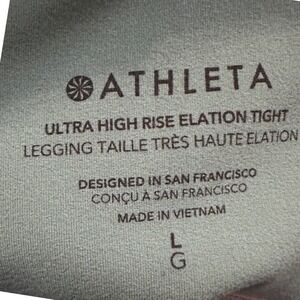 ATHLETA
ULTRA HIGH RISE ELATION TIGHT
LEGGING TAILLE TRÈS HAUTE ELATION
DESIGNED IN SAN FRANCISCO
CONÇU À SAN FRANCISCO
MADE IN VIETNAM
L
G